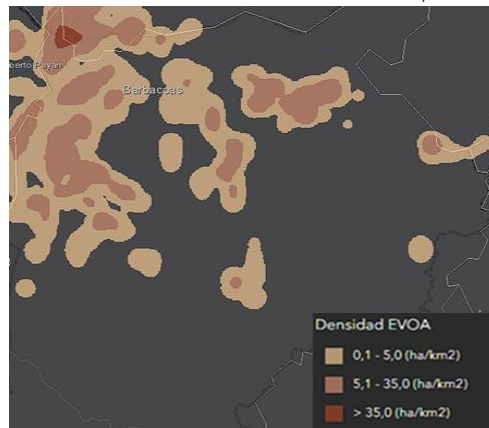 berto Payán
Barbacoas
Densidad EVOA
0,1 - 5,0 (ha/km2)
5,1 - 35,0 (ha/km2)
> 35,0 (ha/km2)